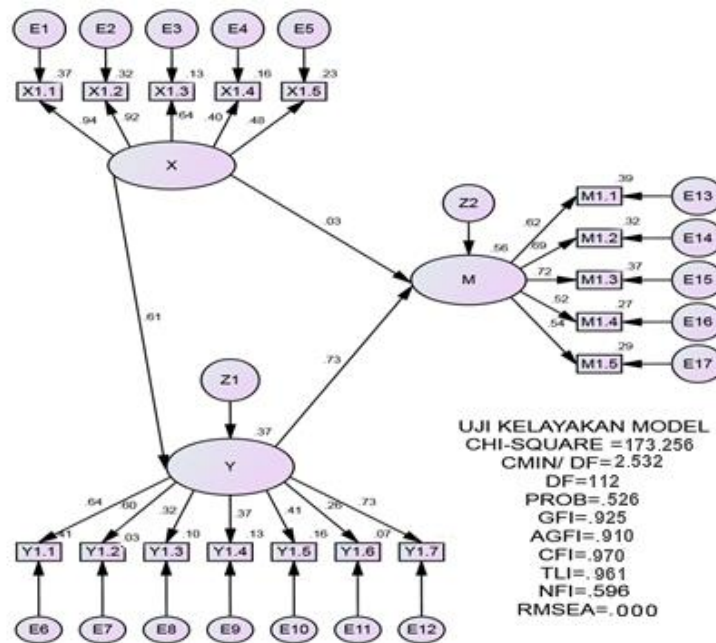 E1 E2 E3 E4 E5
.37 .32 .13 .16 .23
X1.1 X1.2 X1.3 X1.4 X1.5
.94 .92 .64 .40 .48
X
.39
M1.1 E13
Z2
.03 .62 .32
M1.2 E14
.56 .69
M .72 .37
M1.3 E15
.52 .27
M1.4 E16
.61 .54
.29
M1.5 E17
.73
Z1
.37
Y
UJI KELAYAKAN MODEL
CHI-SQUARE =173.256
CMIN/ DF=2.532
DF=112
PROB=.526
GFI=.925
AGFI=.910
CFI=.970
TLI=.961
NFI=.596
RMSEA=.000
.64 .60 .32 .37 .41 .26 .73
.41 .03 .10 .13 .16 .07
Y1.1 Y1.2 Y1.3 Y1.4 Y1.5 Y1.6 Y1.7
E6 E7 E8 E9 E10 E11 E12